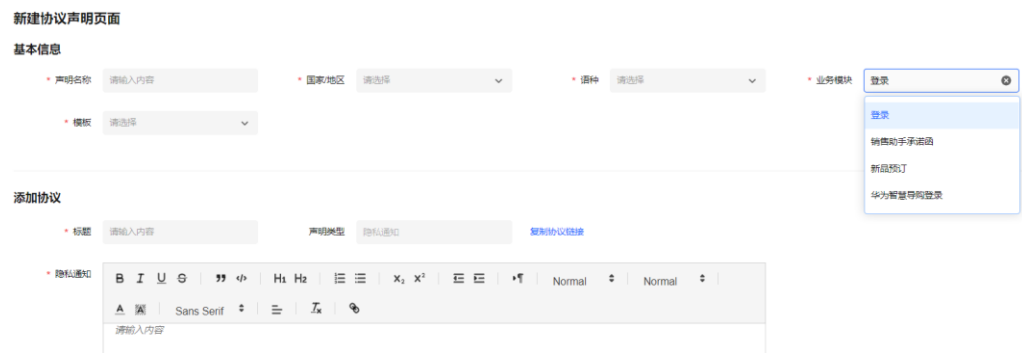 新建协议声明页面
基本信息
* 声明名称 请输入内容 * 国家/地区 请选择 * 语种 请选择 * 业务模块 登录
* 模板 请选择
登录
销售助手承诺函
新品预订
华为智慧导购登录
添加协议
* 标题 请输入内容 声明类型 隐私通知 复制协议链接
* 隐私通知 B I U S ” </> H1 H2 X2 X² ¶ Normal Normal
A A Sans Serif Tx
请输入内容